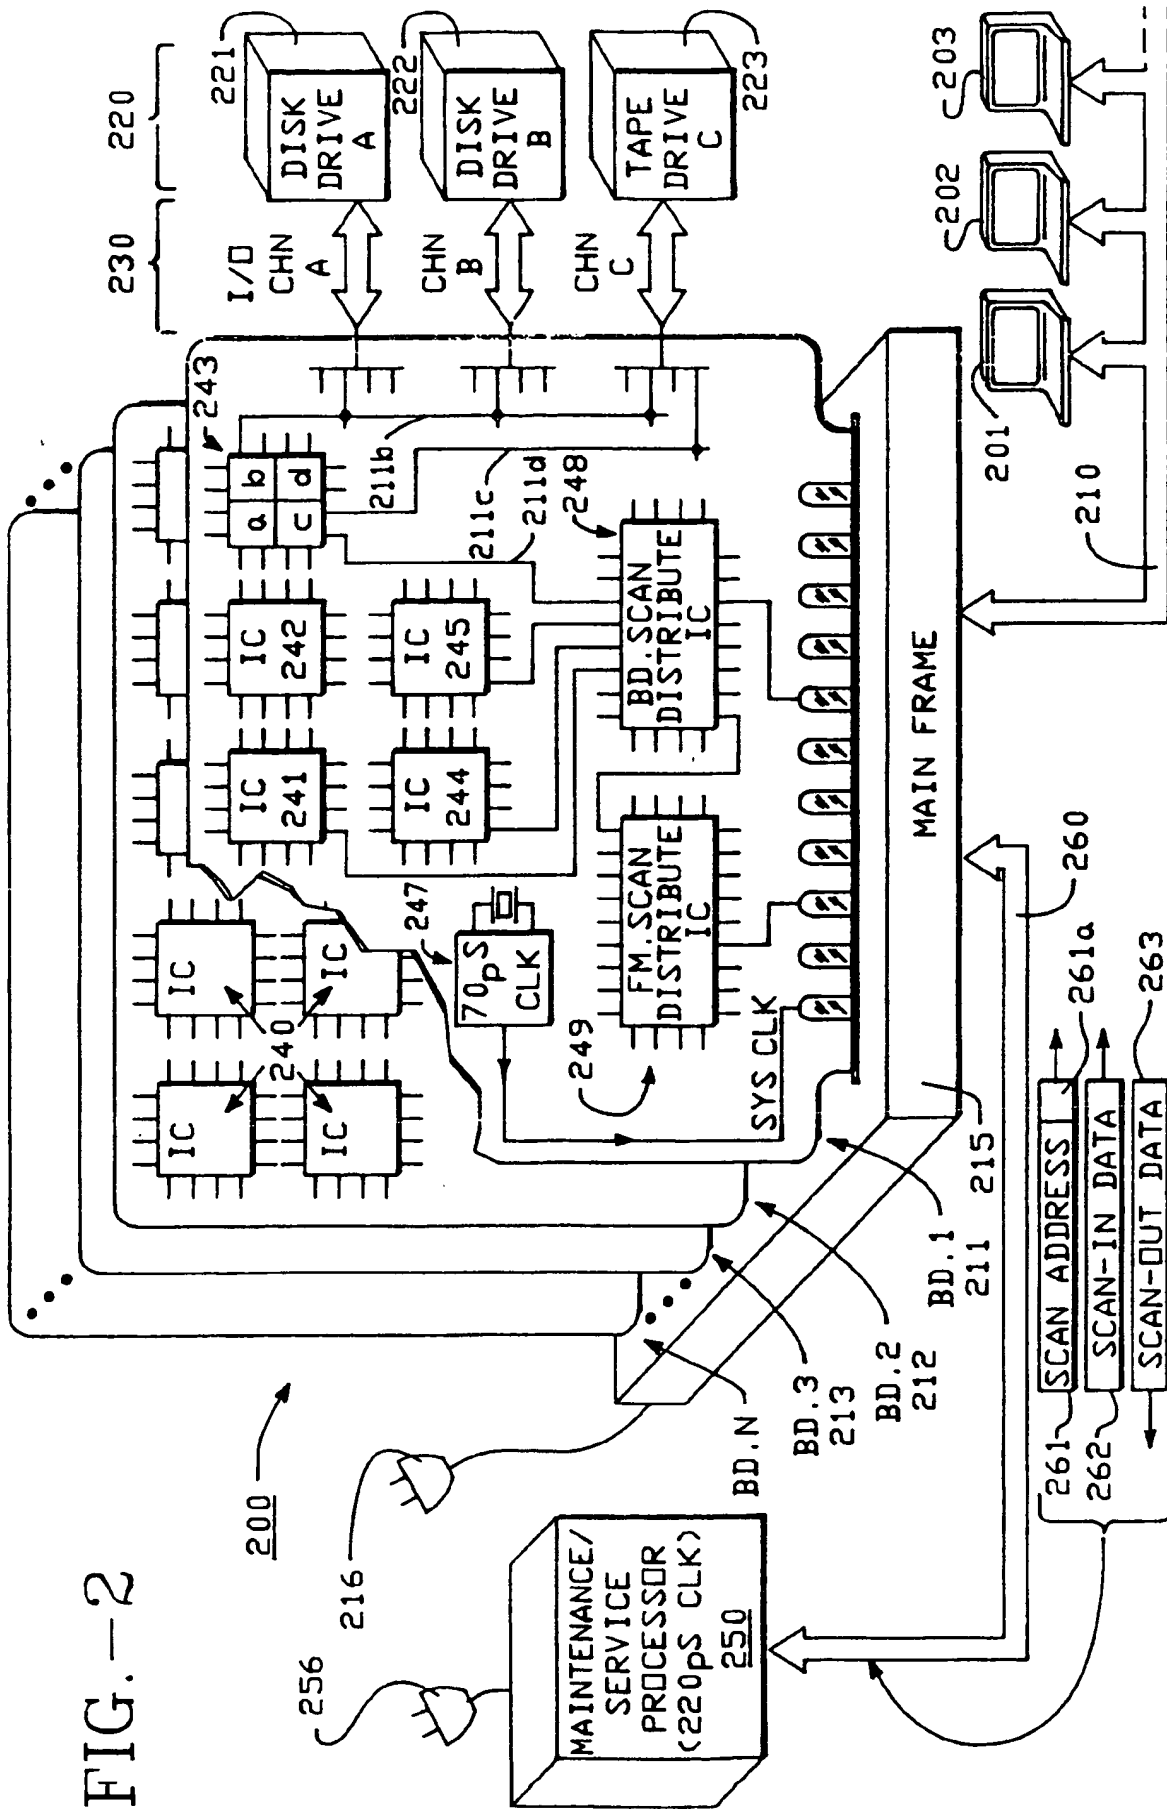 FIG.-2
200
216
256
MAINTENANCE/
SERVICE
PROCESSOR
(220pS CLK)
250
220
221
DISK
DRIVE
A
222
DISK
DRIVE
B
223
TAPE
DRIVE
C
230
I/O
CHN
A
CHN
B
CHN
C
243
a b
c d
211b
211c
211d
248
IC
242
IC
245
IC
241
IC
244
IC
IC
240
IC
IC
247
70pS
CLK
BD.SCAN
DISTRIBUTE
IC
FM.SCAN
DISTRIBUTE
IC
249
SYS CLK
MAIN FRAME
BD.N
BD.3
213
BD.2
212
BD.1
211
215
203
202
201
210
260
261
SCAN ADDRESS
261a
262
SCAN-IN DATA
SCAN-OUT DATA
263